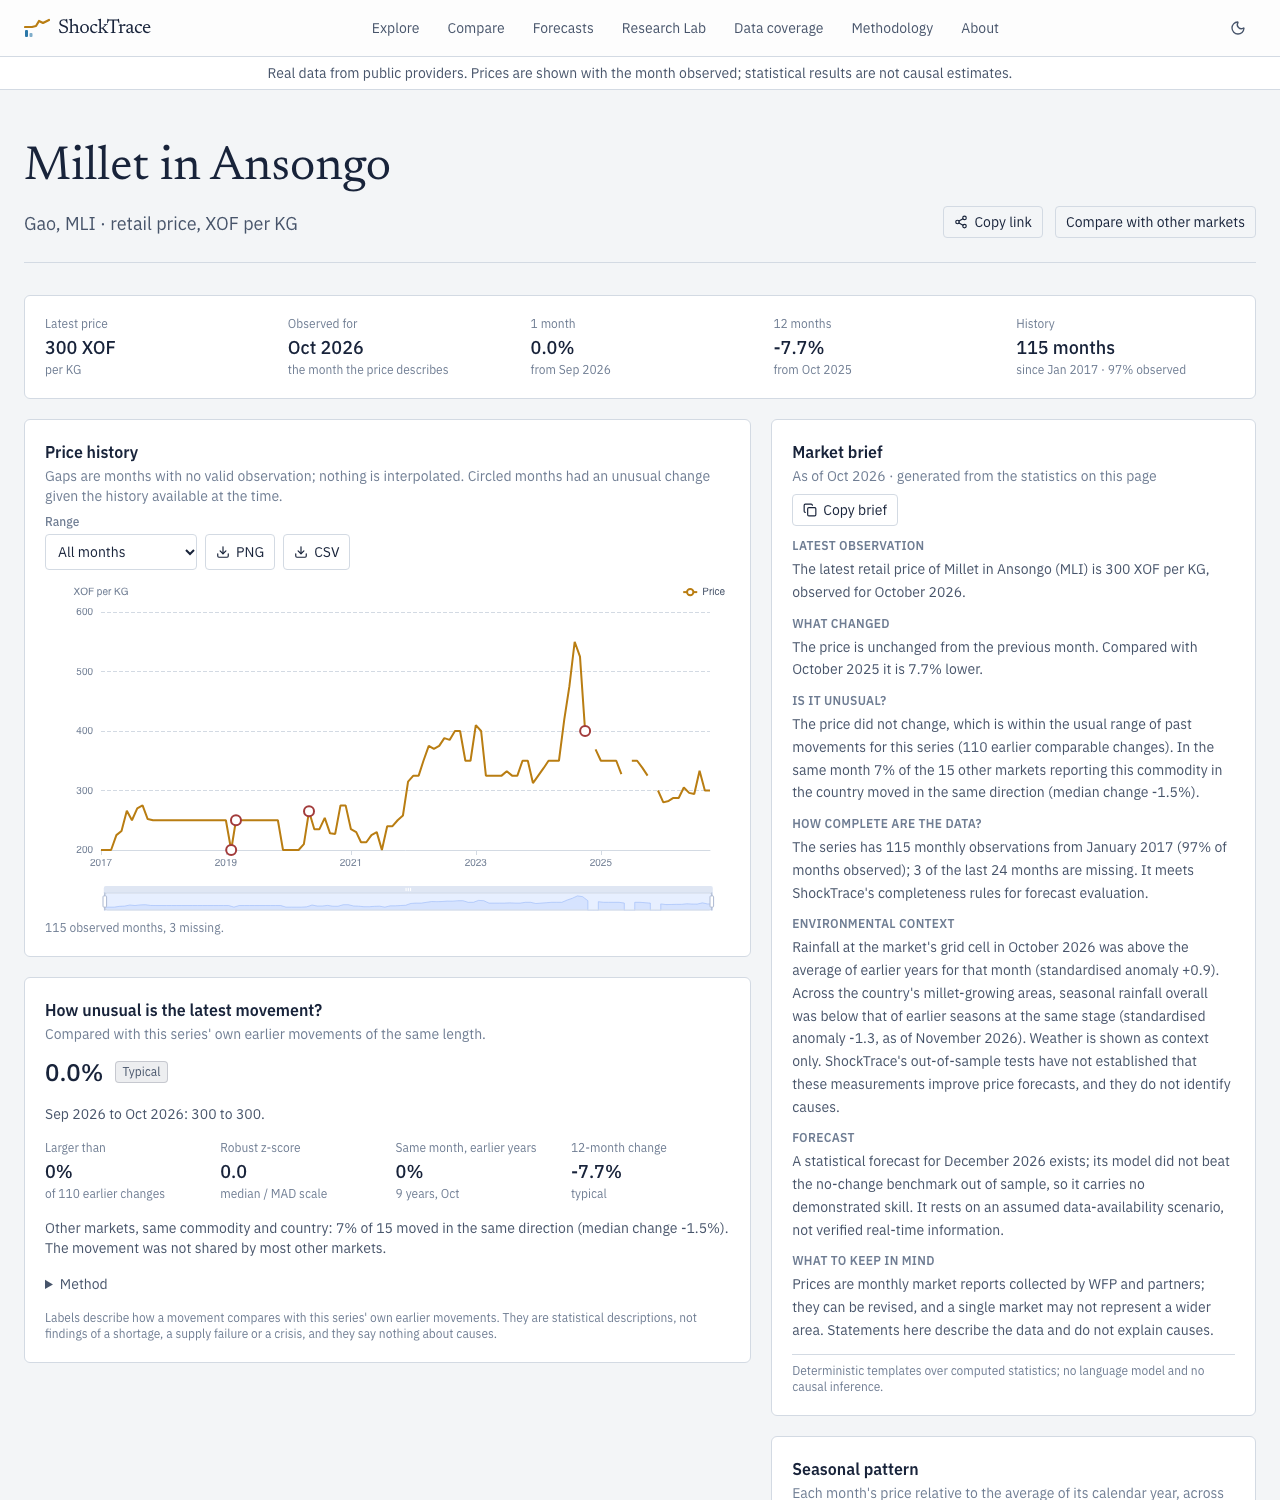 ShockTrace
Explore Compare Forecasts Research Lab Data coverage Methodology About
Real data from public providers. Prices are shown with the month observed; statistical results are not causal estimates.
Millet in Ansongo
Gao, MLI · retail price, XOF per KG
Copy link
Compare with other markets
Latest price
300 XOF
per KG
Observed for
Oct 2026
the month the price describes
1 month
0.0%
from Sep 2026
12 months
-7.7%
from Oct 2025
History
115 months
since Jan 2017 · 97% observed
Price history
Gaps are months with no valid observation; nothing is interpolated. Circled months had an unusual change
given the history available at the time.
Range
All months
PNG
CSV
XOF per KG
Price
600
500
400
300
200
2017 2019 2021 2023 2025
115 observed months, 3 missing.
How unusual is the latest movement?
Compared with this series' own earlier movements of the same length.
0.0% Typical
Sep 2026 to Oct 2026: 300 to 300.
Larger than
0%
of 110 earlier changes
Robust z-score
0.0
median / MAD scale
Same month, earlier years
0%
9 years, Oct
12-month change
-7.7%
typical
Other markets, same commodity and country: 7% of 15 moved in the same direction (median change -1.5%).
The movement was not shared by most other markets.
Method
Labels describe how a movement compares with this series' own earlier movements. They are statistical descriptions, not
findings of a shortage, a supply failure or a crisis, and they say nothing about causes.
Market brief
As of Oct 2026 · generated from the statistics on this page
Copy brief
LATEST OBSERVATION
The latest retail price of Millet in Ansongo (MLI) is 300 XOF per KG,
observed for October 2026.
WHAT CHANGED
The price is unchanged from the previous month. Compared with
October 2025 it is 7.7% lower.
IS IT UNUSUAL?
The price did not change, which is within the usual range of past
movements for this series (110 earlier comparable changes). In the
same month 7% of the 15 other markets reporting this commodity in
the country moved in the same direction (median change -1.5%).
HOW COMPLETE ARE THE DATA?
The series has 115 monthly observations from January 2017 (97% of
months observed); 3 of the last 24 months are missing. It meets
ShockTrace's completeness rules for forecast evaluation.
ENVIRONMENTAL CONTEXT
Rainfall at the market's grid cell in October 2026 was above the
average of earlier years for that month (standardised anomaly +0.9).
Across the country's millet-growing areas, seasonal rainfall overall
was below that of earlier seasons at the same stage (standardised
anomaly -1.3, as of November 2026). Weather is shown as context
only. ShockTrace's out-of-sample tests have not established that
these measurements improve price forecasts, and they do not identify
causes.
FORECAST
A statistical forecast for December 2026 exists; its model did not beat
the no-change benchmark out of sample, so it carries no
demonstrated skill. It rests on an assumed data-availability scenario,
not verified real-time information.
WHAT TO KEEP IN MIND
Prices are monthly market reports collected by WFP and partners;
they can be revised, and a single market may not represent a wider
area. Statements here describe the data and do not explain causes.
Deterministic templates over computed statistics; no language model and no
causal inference.
Seasonal pattern
Each month's price relative to the average of its calendar year, across